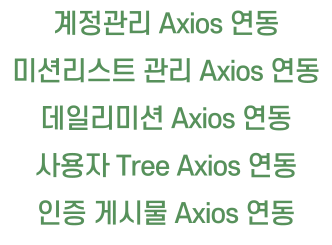 계정관리 Axios 연동
미션리스트 관리 Axios 연동
데일리미션 Axios 연동
사용자 Tree Axios 연동
인증 게시물 Axios 연동